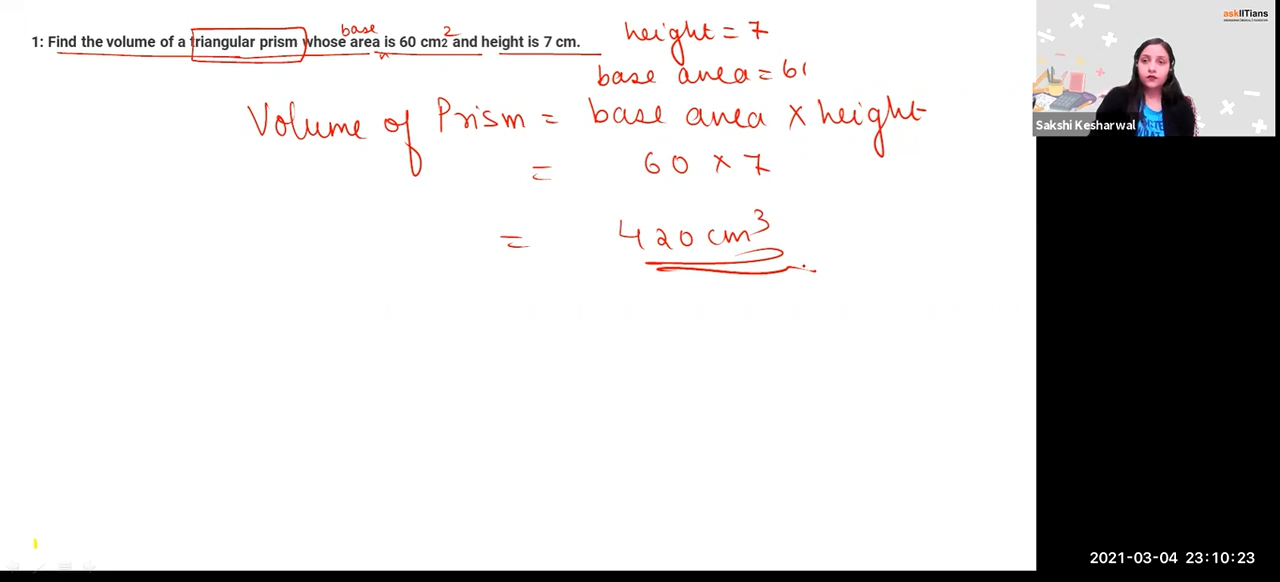 base 2
1: Find the volume of a triangular prism whose area is 60 cm2 and height is 7 cm.
height = 7
base area = 60
Volume of Prism = base area × height
= 60 × 7
= 420 cm³
askIITians
Sakshi Kesharwal
2021-03-04 23:10:23